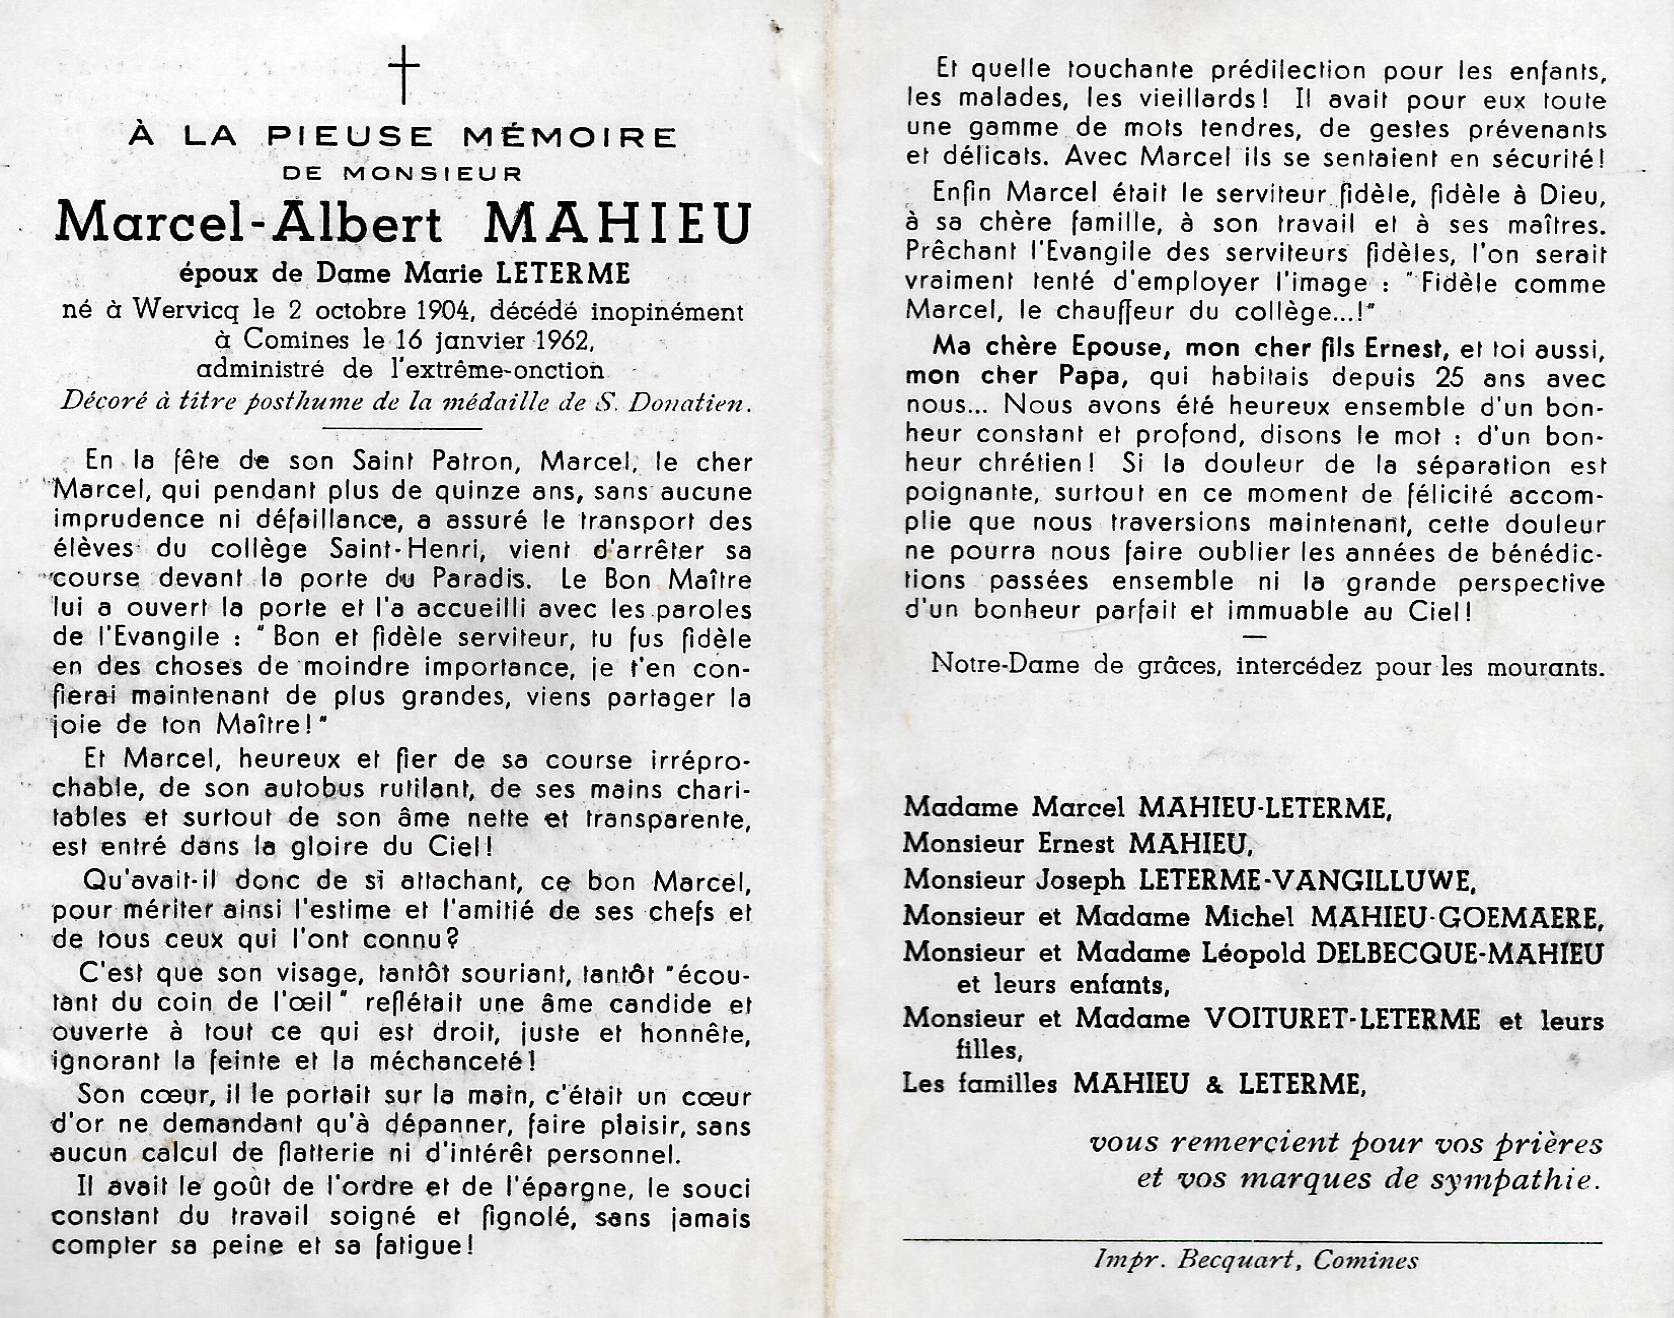 À LA PIEUSE MÉMOIRE
DE MONSIEUR
Marcel-Albert MAHIEU
époux de Dame Marie LETERME
né à Wervicq le 2 octobre 1904, décédé inopinément
à Comines le 16 janvier 1962,
administré de l'extrême-onction
Décoré à titre posthume de la médaille de S. Donatien.
En la fête de son Saint Patron, Marcel, le cher
Marcel, qui pendant plus de quinze ans, sans aucune
imprudence ni défaillance, a assuré le transport des
élèves du collège Saint-Henri, vient d'arrêter sa
course devant la porte du Paradis. Le Bon Maître
lui a ouvert la porte et l'a accueilli avec les paroles
de l'Evangile : "Bon et fidèle serviteur, tu fus fidèle
en des choses de moindre importance, je t'en con-
fierai maintenant de plus grandes, viens partager la
joie de ton Maître!"
Et Marcel, heureux et fier de sa course irrépro-
chable, de son autobus rutilant, de ses mains chari-
tables et surtout de son âme nette et transparente,
est entré dans la gloire du Ciel!
Qu'avait-il donc de si attachant, ce bon Marcel,
pour mériter ainsi l'estime et l'amitié de ses chefs et
de tous ceux qui l'ont connu?
C'est que son visage, tantôt souriant, tantôt "écou-
tant du coin de l'œil" reflétait une âme candide et
ouverte à tout ce qui est droit, juste et honnête,
ignorant la feinte et la méchanceté!
Son cœur, il le portait sur la main, c'était un cœur
d'or ne demandant qu'à dépanner, faire plaisir, sans
aucun calcul de flatterie ni d'intérêt personnel.
Il avait le goût de l'ordre et de l'épargne, le souci
constant du travail soigné et fignolé, sans jamais
compter sa peine et sa fatigue!
Et quelle touchante prédilection pour les enfants,
les malades, les vieillards! Il avait pour eux toute
une gamme de mots tendres, de gestes prévenants
et délicats. Avec Marcel ils se sentaient en sécurité!
Enfin Marcel était le serviteur fidèle, fidèle à Dieu,
à sa chère famille, à son travail et à ses maîtres.
Prêchant l'Evangile des serviteurs fidèles, l'on serait
vraiment tenté d'employer l'image : "Fidèle comme
Marcel, le chauffeur du collège...!"
Ma chère Epouse, mon cher fils Ernest, et toi aussi,
mon cher Papa, qui habitais depuis 25 ans avec
nous... Nous avons été heureux ensemble d'un bon-
heur constant et profond, disons le mot : d'un bon-
heur chrétien! Si la douleur de la séparation est
poignante, surtout en ce moment de félicité accom-
plie que nous traversions maintenant, cette douleur
ne pourra nous faire oublier les années de bénédic-
tions passées ensemble ni la grande perspective
d'un bonheur parfait et immuable au Ciel!
Notre-Dame de grâces, intercédez pour les mourants.
Madame Marcel MAHIEU-LETERME,
Monsieur Ernest MAHIEU,
Monsieur Joseph LETERME-VANGILLUWE,
Monsieur et Madame Michel MAHIEU-GOEMAERE,
Monsieur et Madame Léopold DELBECQUE-MAHIEU
et leurs enfants,
Monsieur et Madame VOITURET-LETERME et leurs
filles,
Les familles MAHIEU & LETERME,
vous remercient pour vos prières
et vos marques de sympathie.
Impr. Becquart, Comines